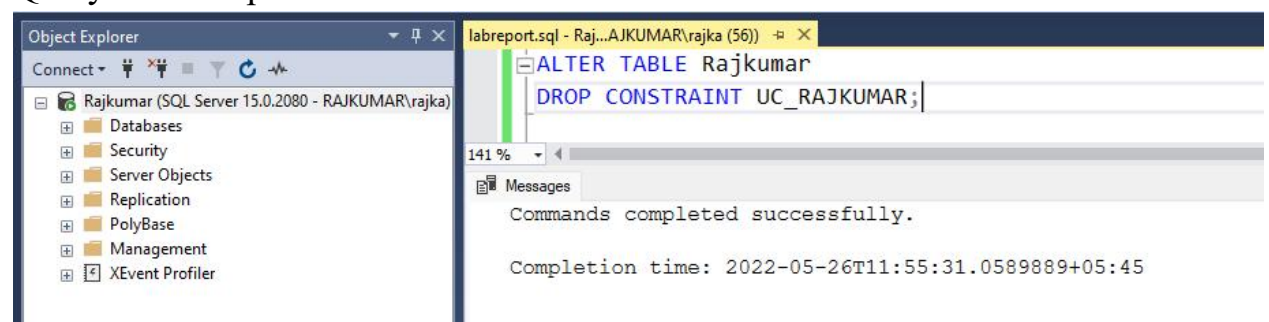 Object Explorer
Connect
Rajkumar (SQL Server 15.0.2080 - RAJKUMAR\rajka)
Databases
Security
Server Objects
Replication
PolyBase
Management
XEvent Profiler
labreport.sql - Raj...AJKUMAR\rajka (56))
ALTER TABLE Rajkumar
DROP CONSTRAINT UC_RAJKUMAR;
141 %
Messages
Commands completed successfully.
Completion time: 2022-05-26T11:55:31.0589889+05:45